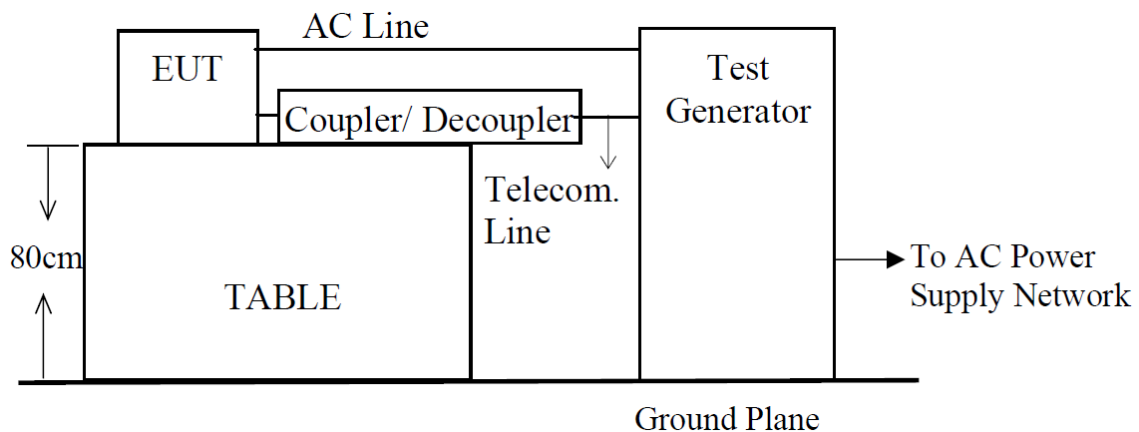 AC Line
EUT
Test
Generator
Coupler/ Decoupler
Telecom.
Line
80cm
TABLE
To AC Power
Supply Network
Ground Plane